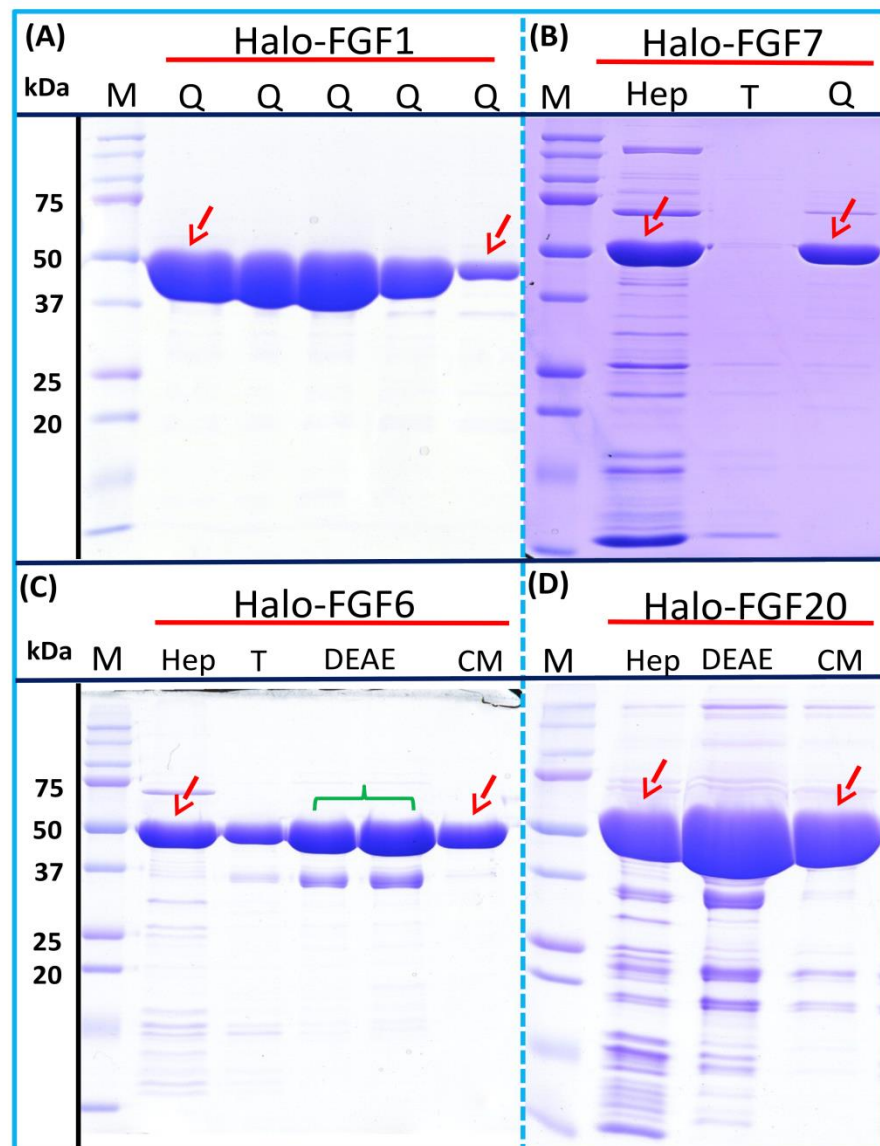 (A) Halo-FGF1
kDa M Q Q Q Q Q
75
50
37
25
20
(B) Halo-FGF7
M Hep T Q
(C) Halo-FGF6
kDa M Hep T DEAE CM
75
50
37
25
20
(D) Halo-FGF20
M Hep DEAE CM